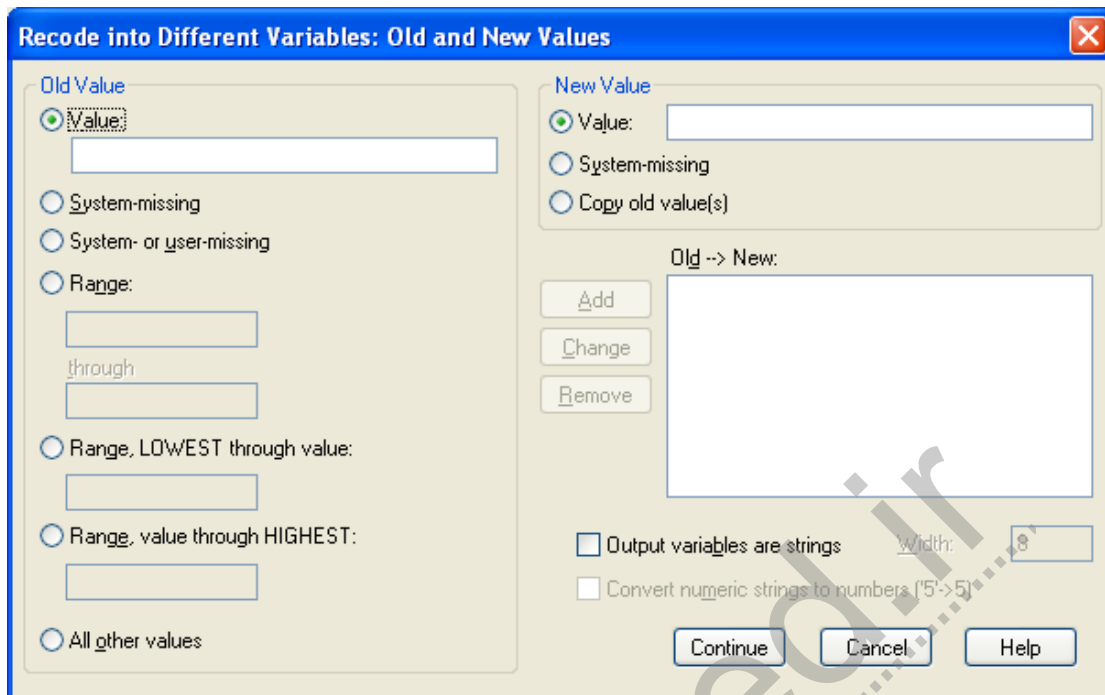 Recode into Different Variables: Old and New Values
Old Value
Value:
System-missing
System- or user-missing
Range:
through
Range, LOWEST through value:
Range, value through HIGHEST:
All other values
New Value
Value:
System-missing
Copy old value(s)
Old --> New:
Add
Change
Remove
Output variables are strings
Width:
8
Convert numeric strings to numbers ('5'->5)
Continue
Cancel
Help
ed.ir